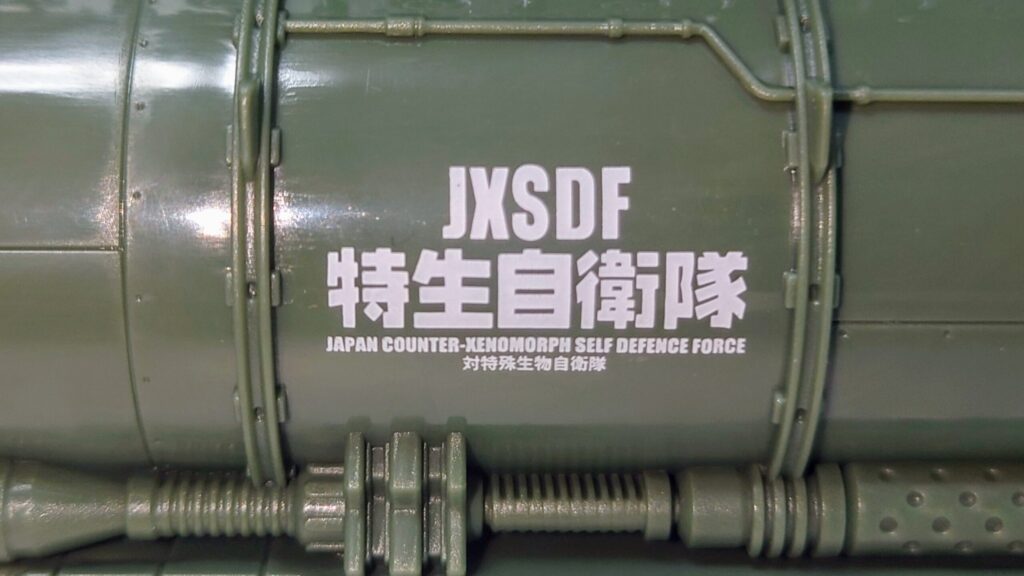 JXSDF
特生自衛隊
JAPAN COUNTER-XENOMORPH SELF DEFENCE FORCE
対特殊生物自衛隊